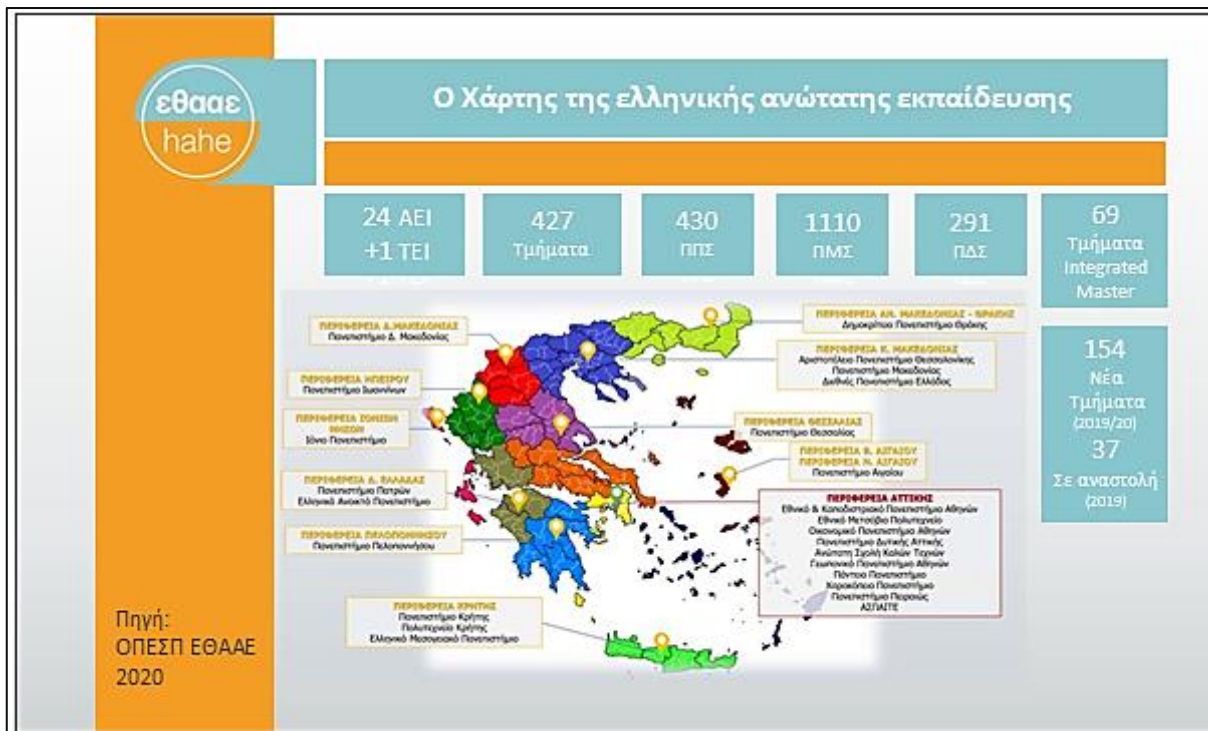 εθααε
hahe
Ο Χάρτης της ελληνικής ανώτατης εκπαίδευσης
24 ΑΕΙ
+1 ΤΕΙ
427
Τμήματα
430
ΠΠΣ
1110
ΠΜΣ
291
ΠΔΣ
69
Τμήματα
Integrated
Master
154
Νέα
Τμήματα
(2019/20)
37
Σε αναστολή
(2019)
ΠΕΡΙΦΕΡΕΙΑ Δ.ΜΑΚΕΔΟΝΙΑΣ
Πανεπιστήμιο Δ. Μακεδονίας
ΠΕΡΙΦΕΡΕΙΑ ΗΠΕΙΡΟΥ
Πανεπιστήμιο Ιωαννίνων
ΠΕΡΙΦΕΡΕΙΑ ΙΟΝΙΩΝ
ΝΗΣΩΝ
Ιόνιο Πανεπιστήμιο
ΠΕΡΙΦΕΡΕΙΑ Δ. ΕΛΛΑΔΑΣ
Πανεπιστήμιο Πατρών
Ελληνικό Ανοικτό Πανεπιστήμιο
ΠΕΡΙΦΕΡΕΙΑ ΠΕΛΟΠΟΝΝΗΣΟΥ
Πανεπιστήμιο Πελοποννήσου
ΠΕΡΙΦΕΡΕΙΑ ΚΡΗΤΗΣ
Πανεπιστήμιο Κρήτης
Πολυτεχνείο Κρήτης
Ελληνικό Μεσογειακό Πανεπιστήμιο
ΠΕΡΙΦΕΡΕΙΑ ΑΝ. ΜΑΚΕΔΟΝΙΑΣ - ΘΡΑΚΗΣ
Δημοκρίτειο Πανεπιστήμιο Θράκης
ΠΕΡΙΦΕΡΕΙΑ Κ. ΜΑΚΕΔΟΝΙΑΣ
Αριστοτέλειο Πανεπιστήμιο Θεσσαλονίκης
Πανεπιστήμιο Μακεδονίας
Διεθνές Πανεπιστήμιο Ελλάδος
ΠΕΡΙΦΕΡΕΙΑ ΘΕΣΣΑΛΙΑΣ
Πανεπιστήμιο Θεσσαλίας
ΠΕΡΙΦΕΡΕΙΑ Β. ΑΙΓΑΙΟΥ
ΠΕΡΙΦΕΡΕΙΑ Ν. ΑΙΓΑΙΟΥ
Πανεπιστήμιο Αιγαίου
ΠΕΡΙΦΕΡΕΙΑ ΑΤΤΙΚΗΣ
Εθνικό & Καποδιστριακό Πανεπιστήμιο Αθηνών
Εθνικό Μετσόβιο Πολυτεχνείο
Οικονομικό Πανεπιστήμιο Αθηνών
Πανεπιστήμιο Δυτικής Αττικής
Ανώτατη Σχολή Καλών Τεχνών
Γεωπονικό Πανεπιστήμιο Αθηνών
Πάντειο Πανεπιστήμιο
Χαροκόπειο Πανεπιστήμιο
Πανεπιστήμιο Πειραιώς
ΑΣΠΑΙΤΕ
Πηγή:
ΟΠΕΣΠ ΕΘΑΑΕ
2020